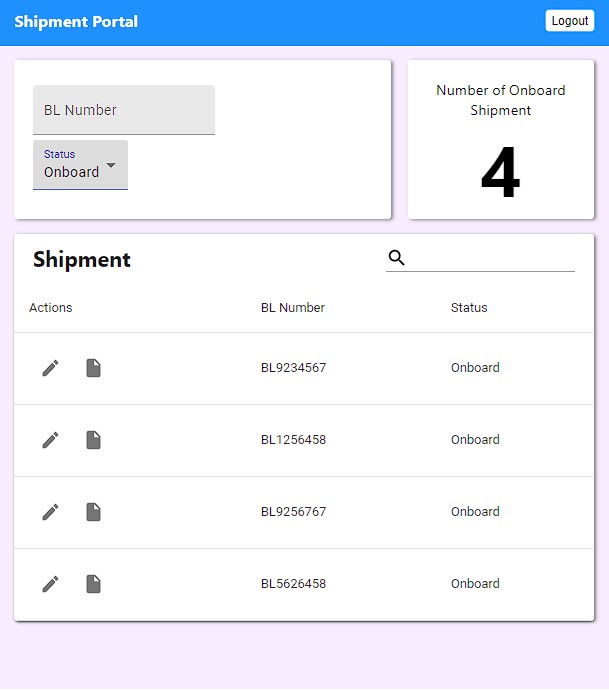 Shipment Portal
Logout
BL Number
Status
Onboard
Number of Onboard
Shipment
4
Shipment
Actions BL Number Status
BL9234567 Onboard
BL1256458 Onboard
BL9256767 Onboard
BL5626458 Onboard